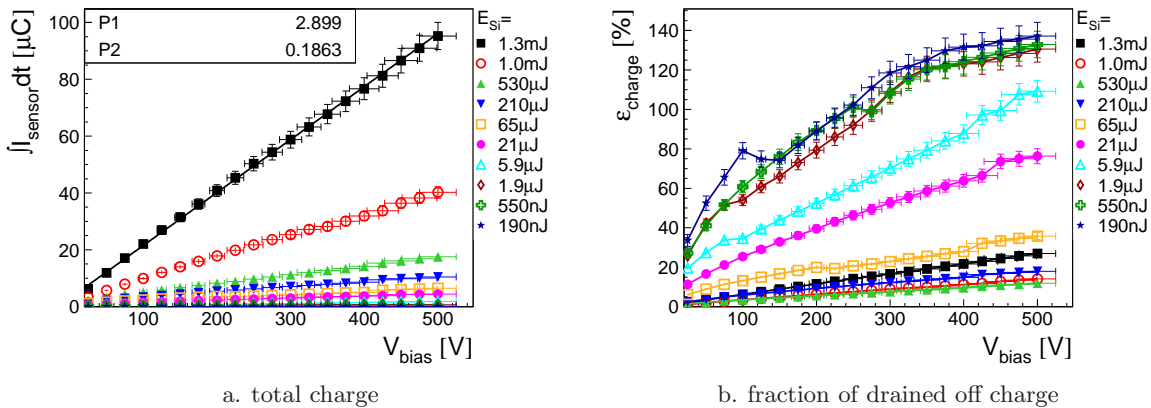 P1 2.899
P2 0.1863
∫I_sensor dt [μC]
100
80
60
40
20
0
100 200 300 400 500
V_bias [V]
E_Si=
1.3mJ
1.0mJ
530μJ
210μJ
65μJ
21μJ
5.9μJ
1.9μJ
550nJ
190nJ
a. total charge
ε_charge [%]
140
120
100
80
60
40
20
0
100 200 300 400 500
V_bias [V]
E_Si=
1.3mJ
1.0mJ
530μJ
210μJ
65μJ
21μJ
5.9μJ
1.9μJ
550nJ
190nJ
b. fraction of drained off charge